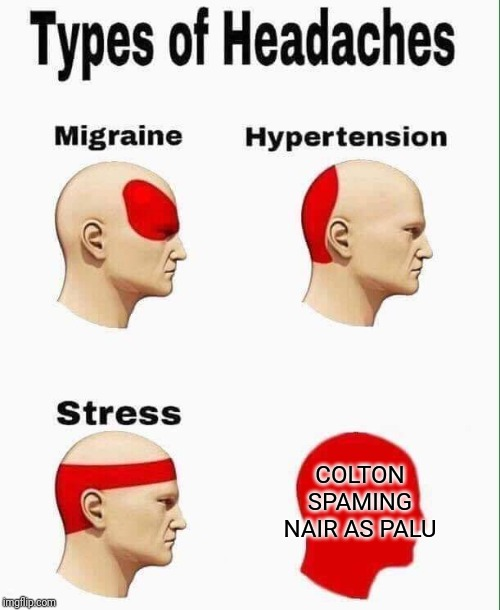 Types of Headaches
Migraine
Hypertension
Stress
COLTON
SPAMING
NAIR AS PALU
imgflip.com